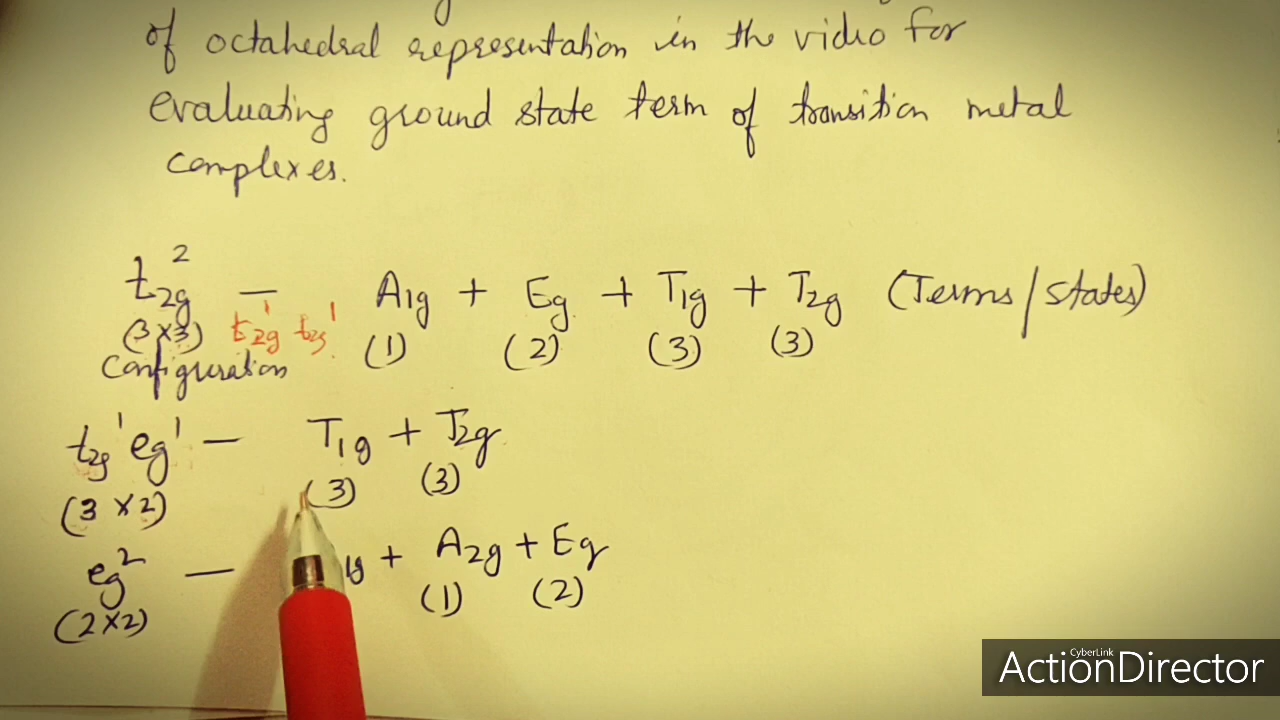 of octahedral representation in the video for
evaluating ground state term of transition metal
complexes.
t₂g² — A₁g + Eg + T₁g + T₂g (Terms/states)
(3×3) t₂g¹ t₂g¹ (1) (2) (3) (3)
Configuration
t₂g¹eg¹ — T₁g + T₂g
(3 × 2) (3) (3)
eg² — 1g + A₂g + Eg
(2×2) (1) (2)
CyberLink
ActionDirector